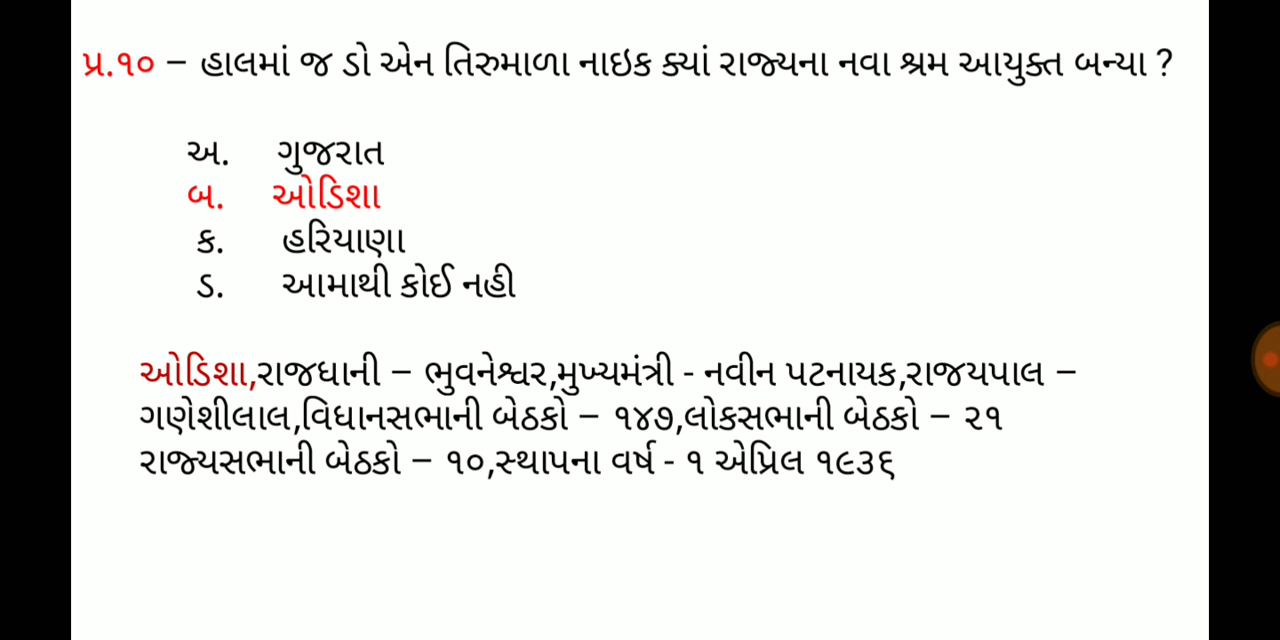 પ્ર.૧૦ – હાલમાં જ ડો એન તિરુમાળા નાઇક ક્યાં રાજ્યના નવા શ્રમ આયુક્ત બન્યા ?
અ. ગુજરાત
બ. ઓડિશા
ક. હરિયાણા
ડ. આમાથી કોઈ નહી
ઓડિશા,રાજધાની – ભુવનેશ્વર,મુખ્યમંત્રી - નવીન પટનાયક,રાજયપાલ –
ગણેશીલાલ,વિધાનસભાની બેઠકો – ૧૪૭,લોકસભાની બેઠકો – ૨૧
રાજ્યસભાની બેઠકો – ૧૦,સ્થાપના વર્ષ - ૧ એપ્રિલ ૧૯૩૬